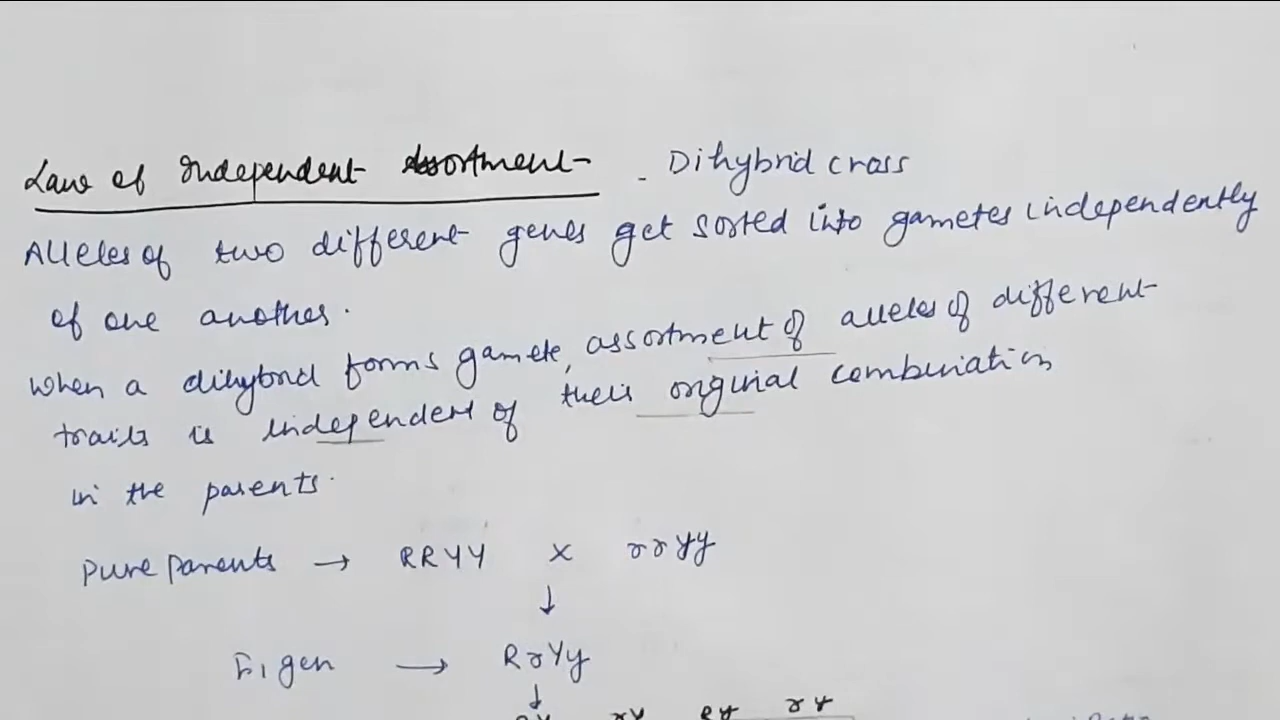 Law of Independent Assortment - Dihybrid cross
Alleles of two different genes get sorted into gametes independently
of one another.
When a dihybrid forms gamete, assortment of alleles of different
traits is independent of their original combination
in the parents.
Pure parents → RRYY x rryy
↓
F1 gen → RrYy
↓